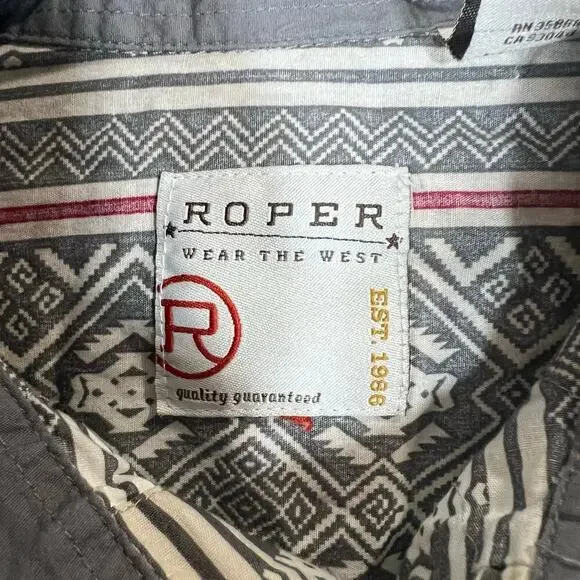 ROPER
WEAR THE WEST
R
EST. 1986
quality guaranteed